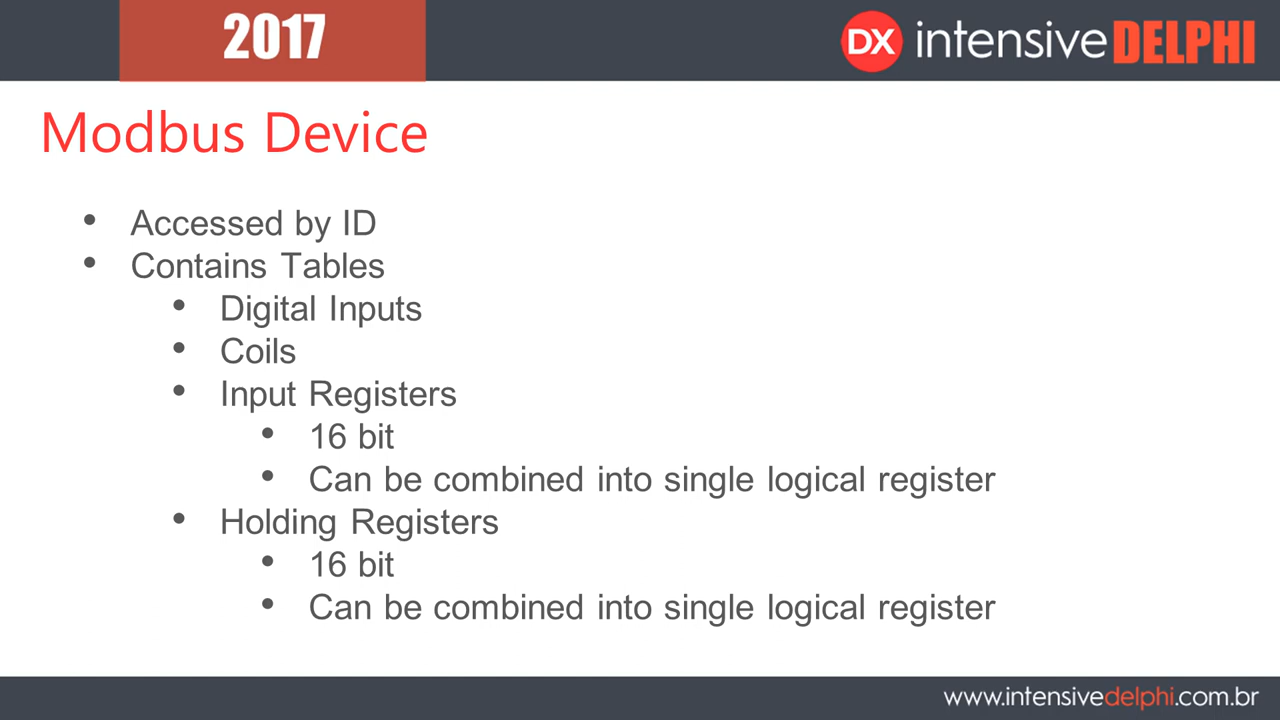 2017
DX intensiveDELPHI
Modbus Device
• Accessed by ID
• Contains Tables
• Digital Inputs
• Coils
• Input Registers
• 16 bit
• Can be combined into single logical register
• Holding Registers
• 16 bit
• Can be combined into single logical register
www.intensivedelphi.com.br